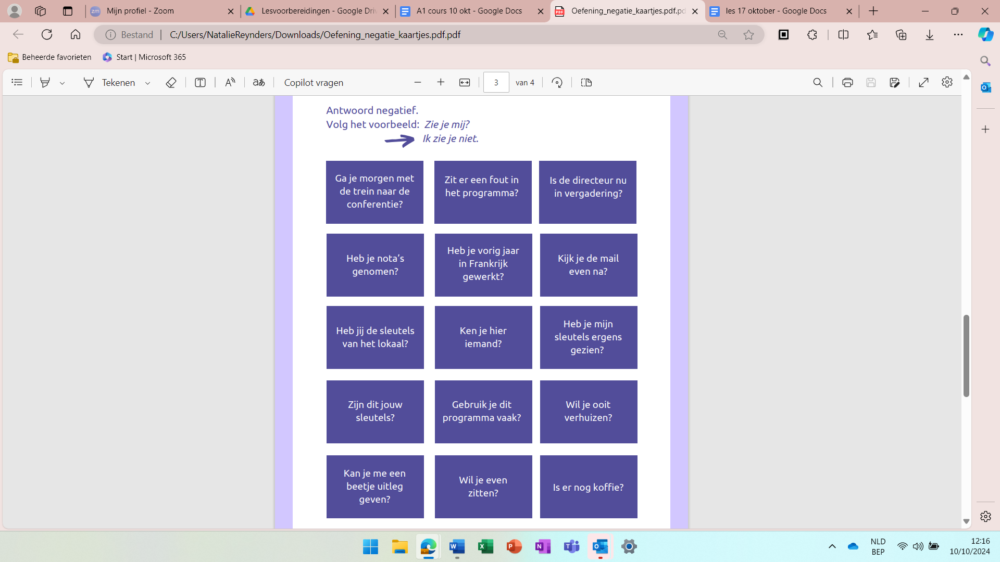 Mijn profiel - Zoom
Lesvoorbereidingen - Google Driv
A1 cours 10 okt - Google Docs
Oefening_negatie_kaartjes.pdf.pd
les 17 oktober - Google Docs
Bestand
C:/Users/NatalieReynders/Downloads/Oefening_negatie_kaartjes.pdf.pdf
Beheerde favorieten
Start | Microsoft 365
Tekenen
Copilot vragen
3 van 4
Antwoord negatief.
Volg het voorbeeld: Zie je mij?
Ik zie je niet.
Ga je morgen met
de trein naar de
conferentie?
Zit er een fout in
het programma?
Is de directeur nu
in vergadering?
Heb je nota's
genomen?
Heb je vorig jaar
in Frankrijk
gewerkt?
Kijk je de mail
even na?
Heb jij de sleutels
van het lokaal?
Ken je hier
iemand?
Heb je mijn
sleutels ergens
gezien?
Zijn dit jouw
sleutels?
Gebruik je dit
programma vaak?
Wil je ooit
verhuizen?
Kan je me een
beetje uitleg
geven?
Wil je even
zitten?
Is er nog koffie?
NLD
BEP
12:16
10/10/2024